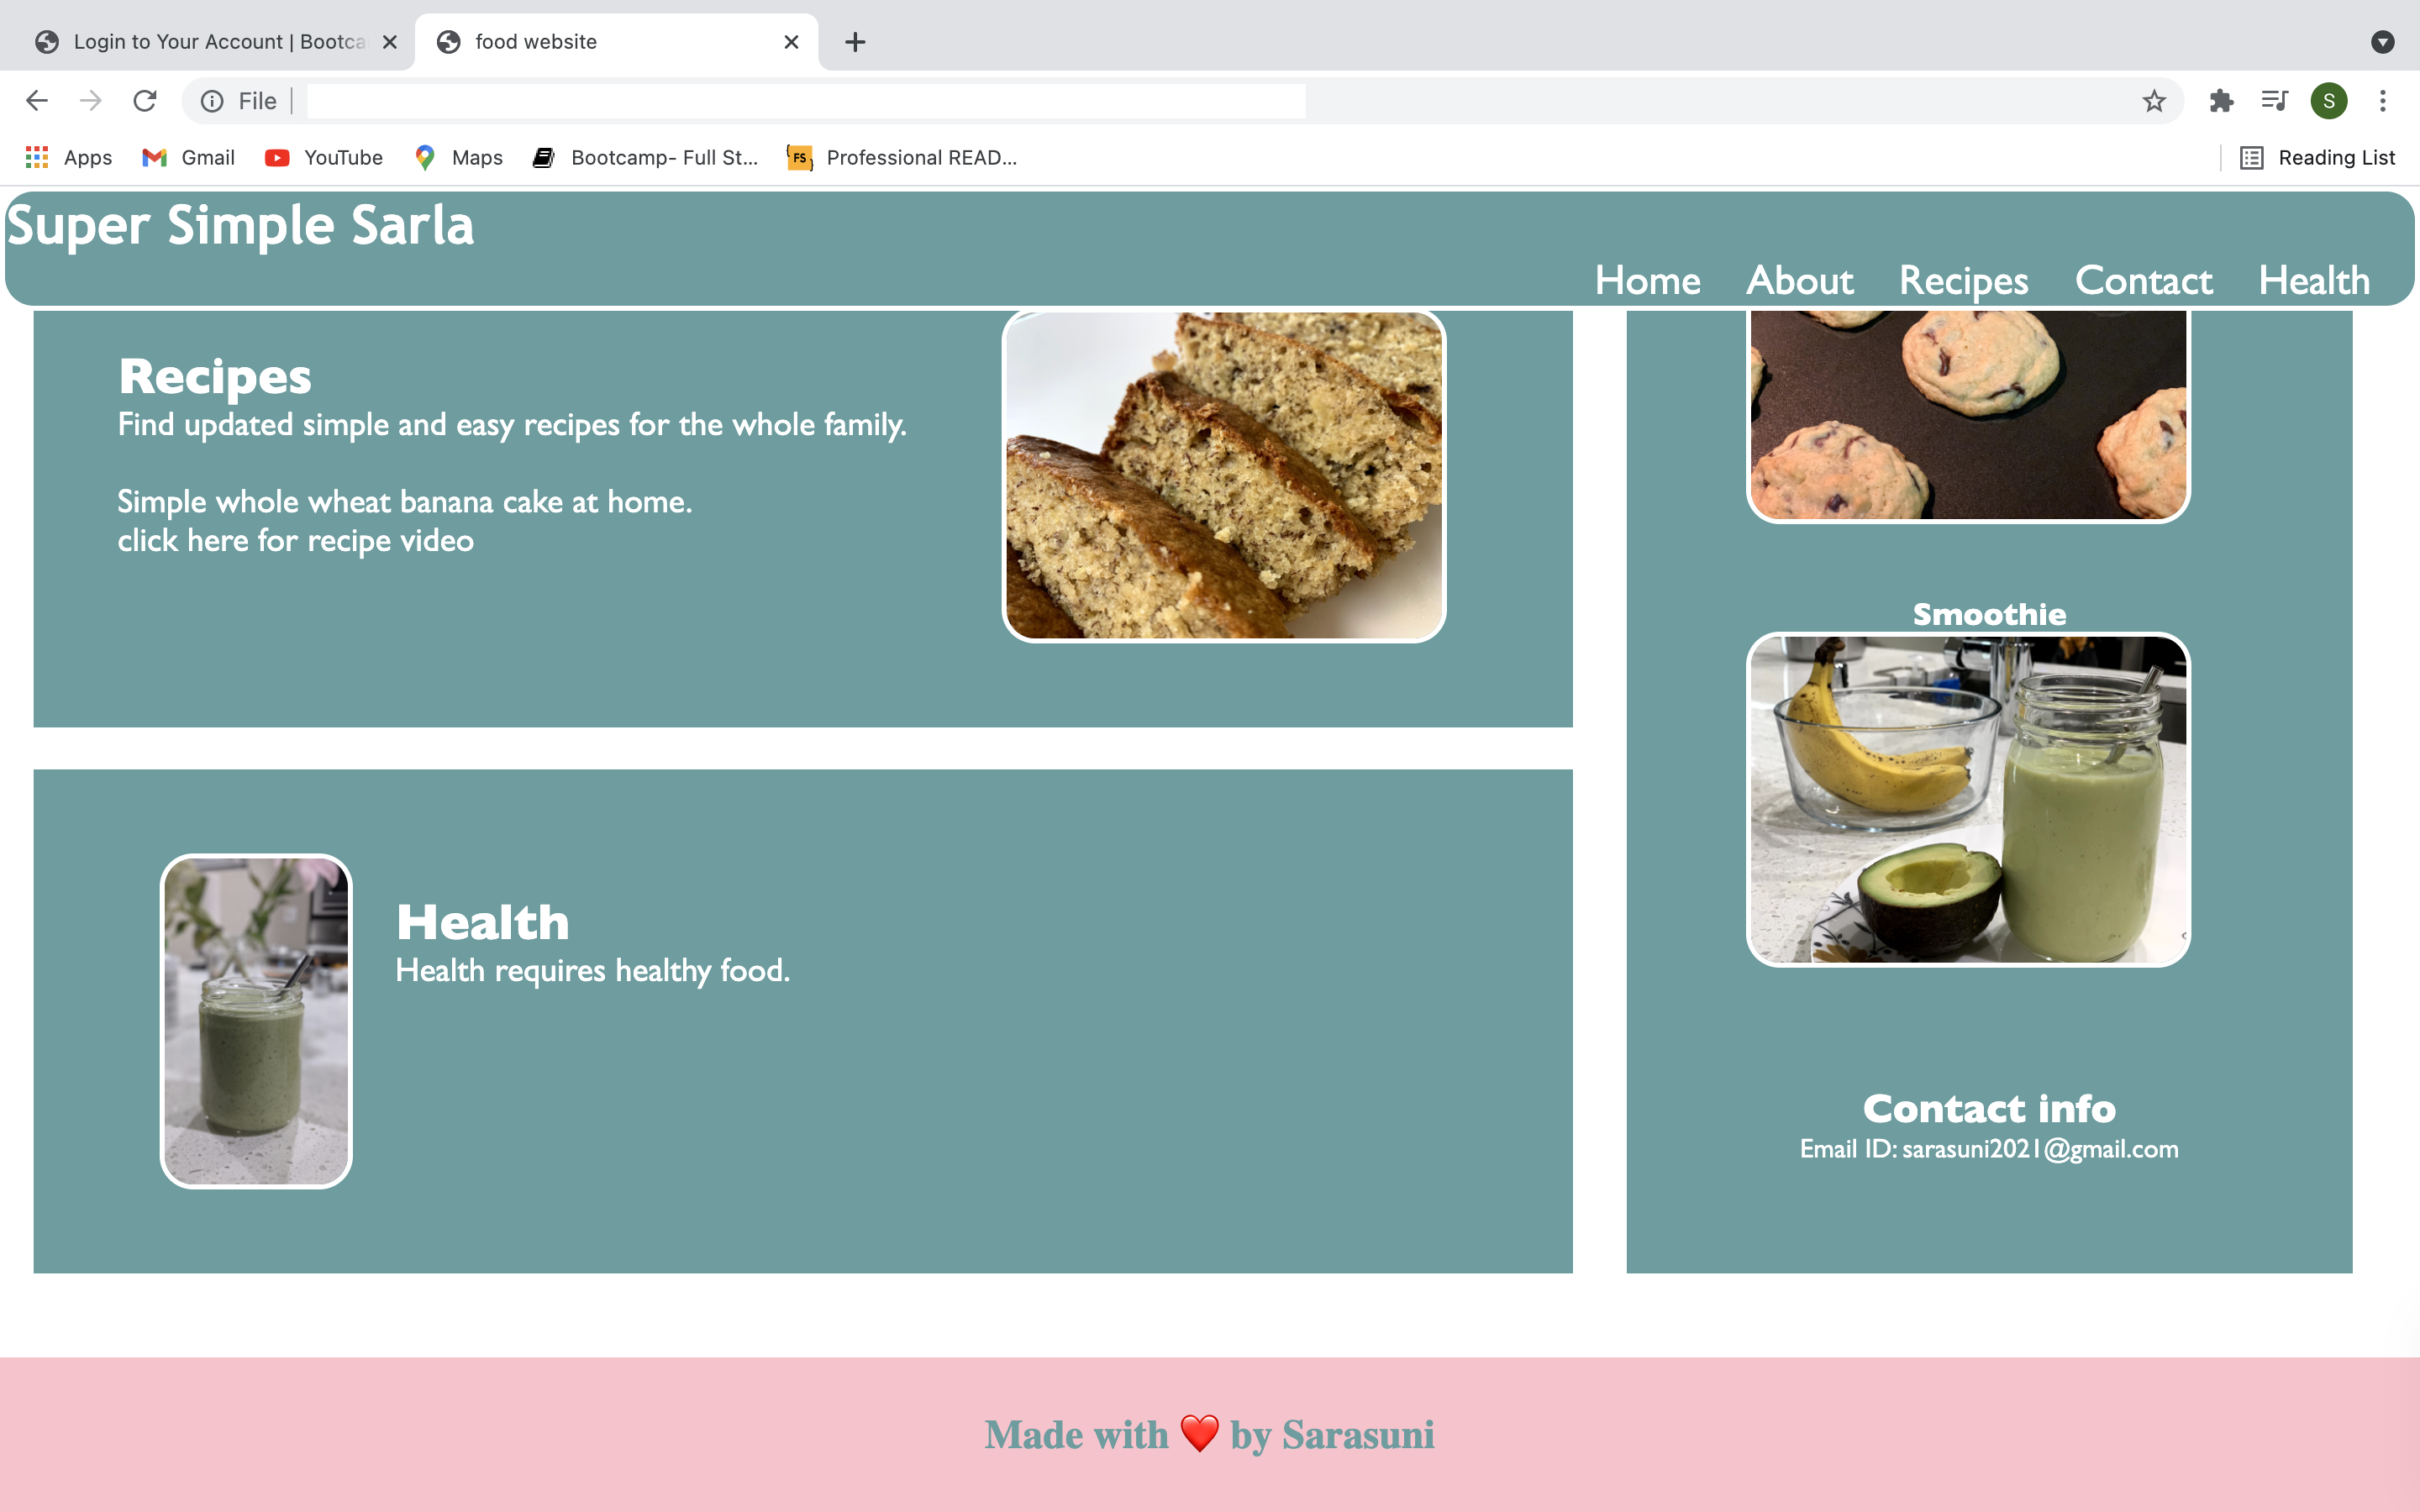 Login to Your Account | Bootca
food website
File
Apps
Gmail
YouTube
Maps
Bootcamp- Full St...
FS
Professional READ...
Reading List
S
Super Simple Sarla
Home About Recipes Contact Health
Recipes
Find updated simple and easy recipes for the whole family.
Simple whole wheat banana cake at home.
click here for recipe video
Health
Health requires healthy food.
Smoothie
Contact info
Email ID: sarasuni2021@gmail.com
Made with ❤️ by Sarasuni